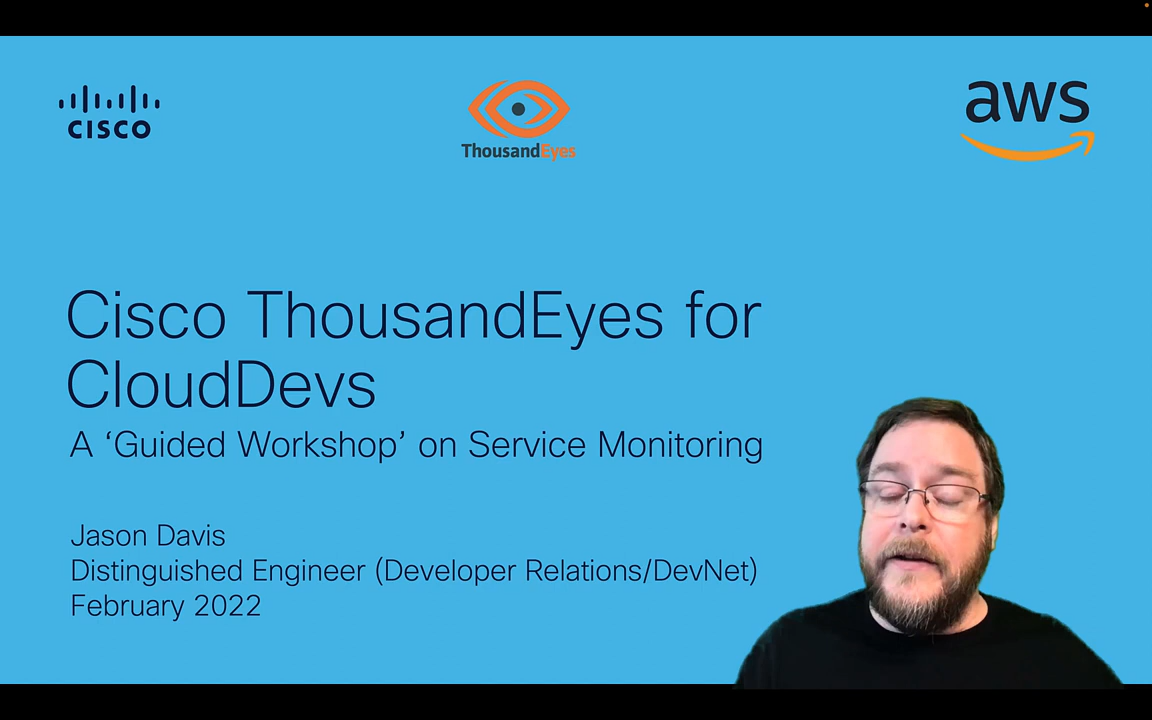 CISCO
ThousandEyes
aws
Cisco ThousandEyes for
CloudDevs
A ‘Guided Workshop’ on Service Monitoring
Jason Davis
Distinguished Engineer (Developer Relations/DevNet)
February 2022